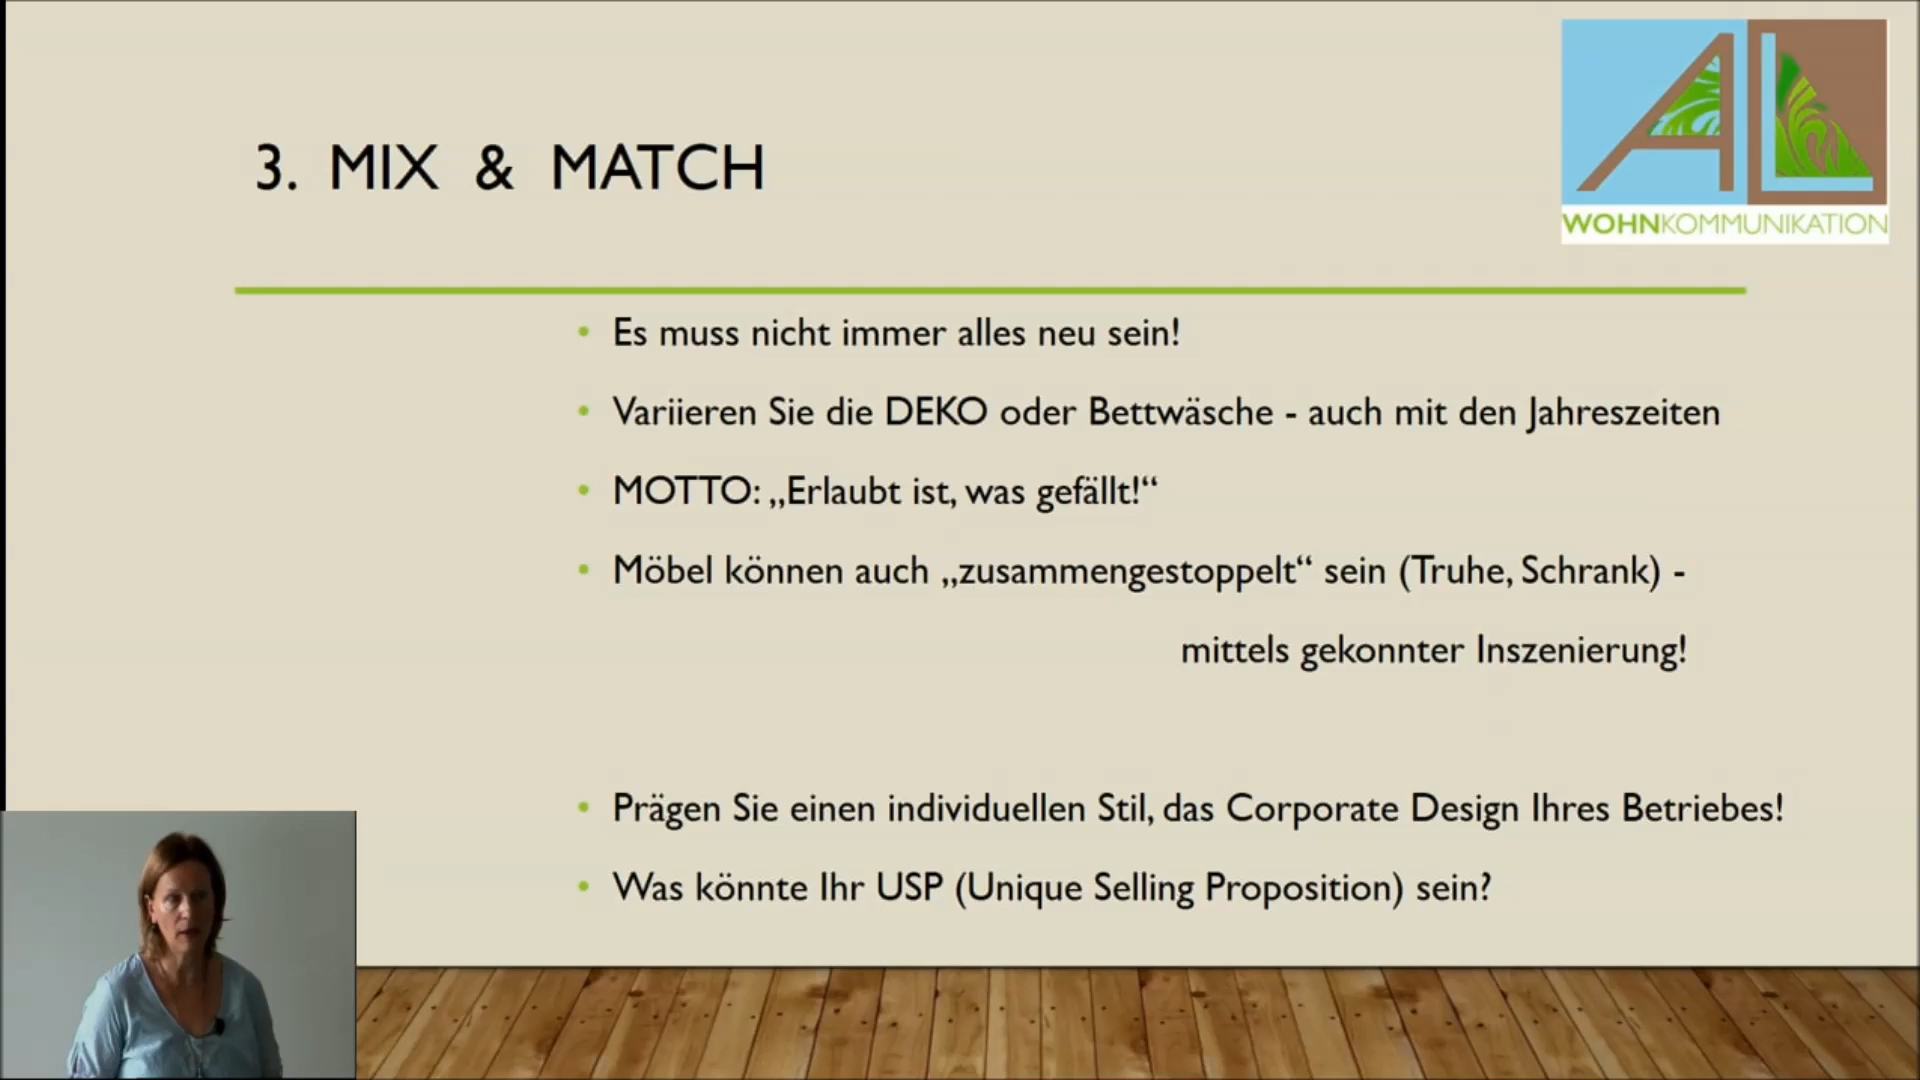 3. MIX & MATCH
WOHNKOMMUNIKATION
• Es muss nicht immer alles neu sein!
• Variieren Sie die DEKO oder Bettwäsche - auch mit den Jahreszeiten
• MOTTO: „Erlaubt ist, was gefällt!“
• Möbel können auch „zusammengestoppelt“ sein (Truhe, Schrank) -
mittels gekonnter Inszenierung!
• Prägen Sie einen individuellen Stil, das Corporate Design Ihres Betriebes!
• Was könnte Ihr USP (Unique Selling Proposition) sein?